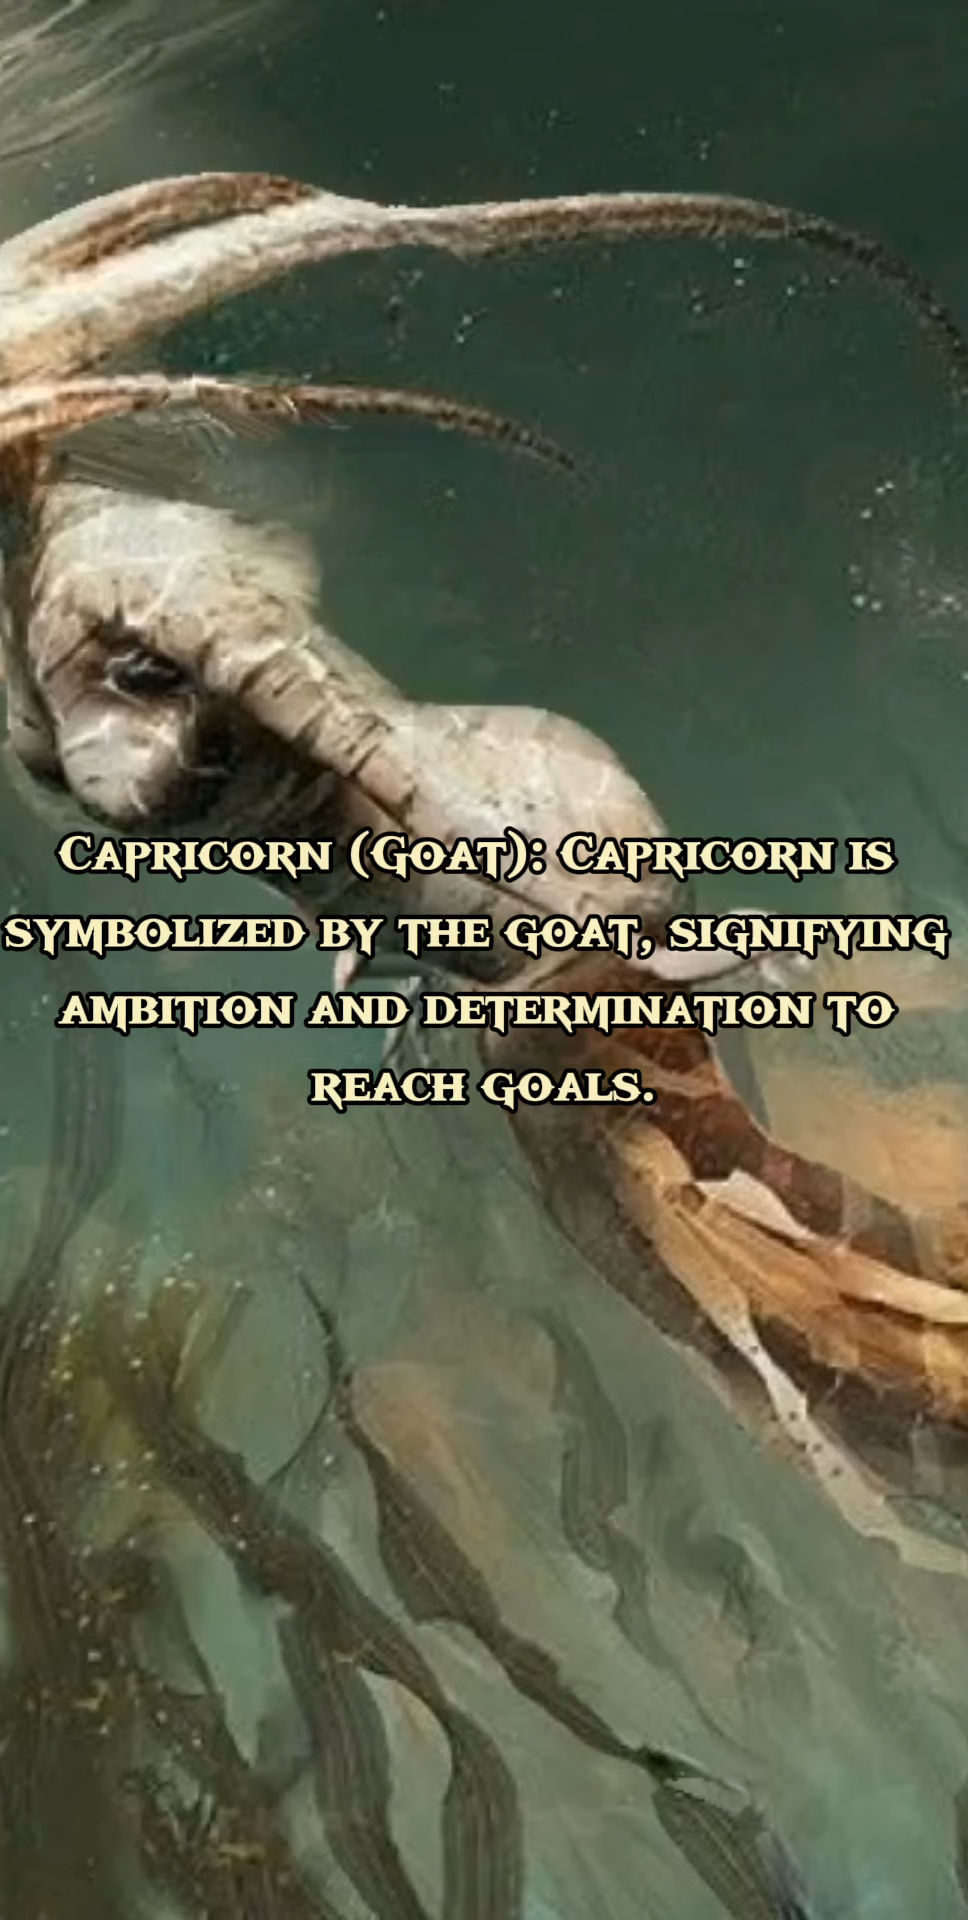 Capricorn (Goat): Capricorn is
symbolized by the goat, signifying
ambition and determination to
reach goals.